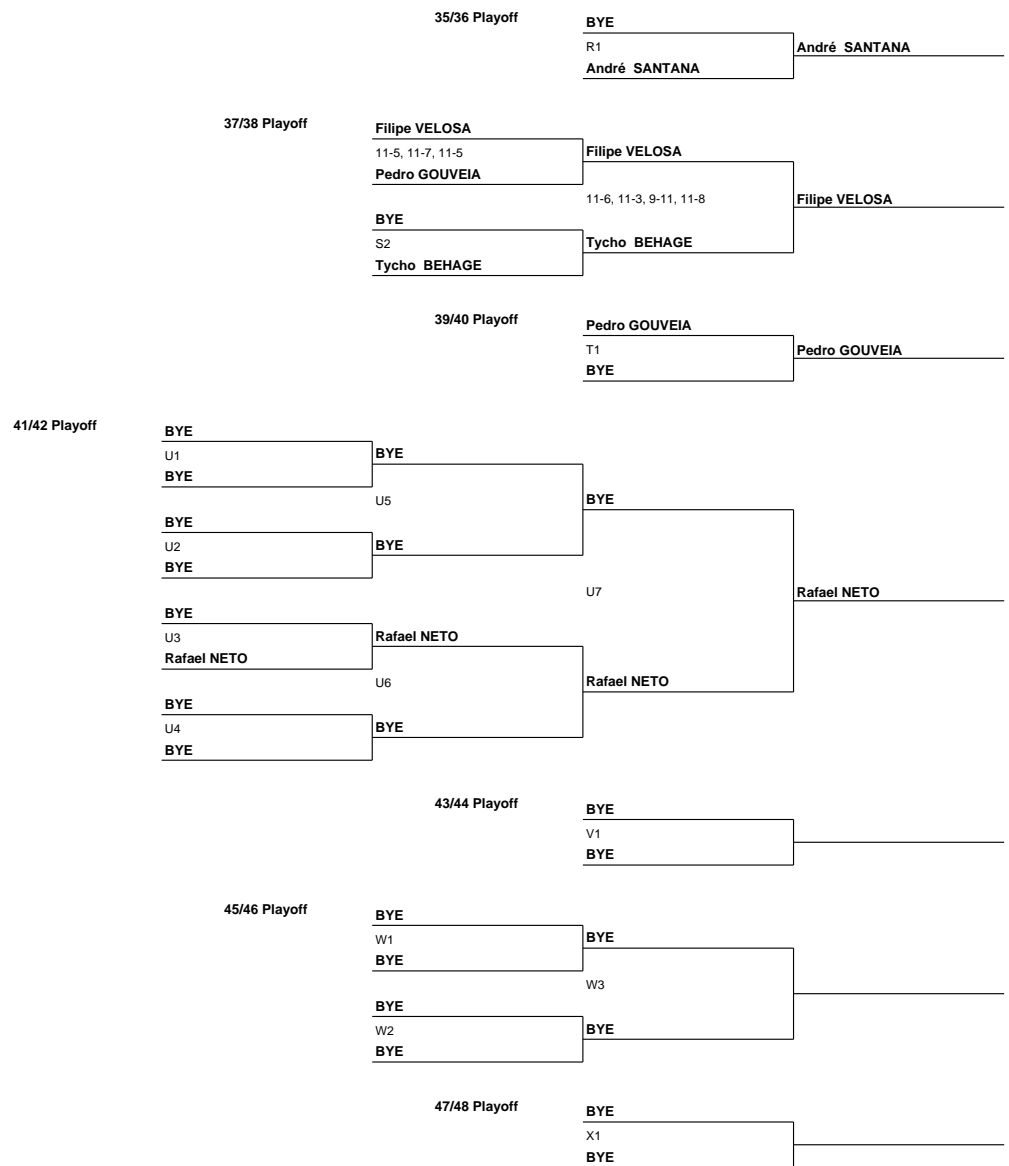 35/36 Playoff
BYE
R1
André SANTANA
André SANTANA
37/38 Playoff
Filipe VELOSA
11-5, 11-7, 11-5
Filipe VELOSA
Pedro GOUVEIA
11-6, 11-3, 9-11, 11-8
Filipe VELOSA
BYE
S2
Tycho BEHAGE
Tycho BEHAGE
39/40 Playoff
Pedro GOUVEIA
T1
Pedro GOUVEIA
BYE
41/42 Playoff
BYE
U1
BYE
BYE
U5
BYE
BYE
U2
BYE
BYE
U7
Rafael NETO
BYE
U3
Rafael NETO
Rafael NETO
U6
Rafael NETO
BYE
U4
BYE
BYE
43/44 Playoff
BYE
V1
BYE
45/46 Playoff
BYE
W1
BYE
BYE
W3
BYE
W2
BYE
BYE
47/48 Playoff
BYE
X1
BYE